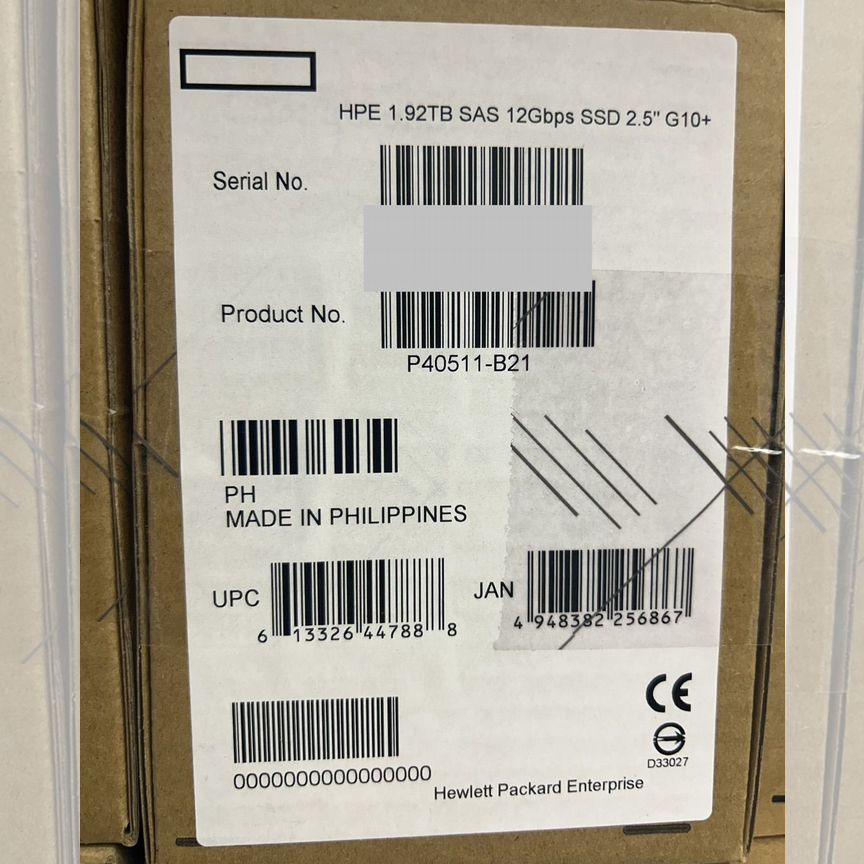 HPE 1.92TB SAS 12Gbps SSD 2.5" G10+
Serial No.
Product No.
P40511-B21
PH
MADE IN PHILIPPINES
UPC
6 13326 44788 8
JAN
4 948382 256867
CE
D33027
0000000000000000
Hewlett Packard Enterprise